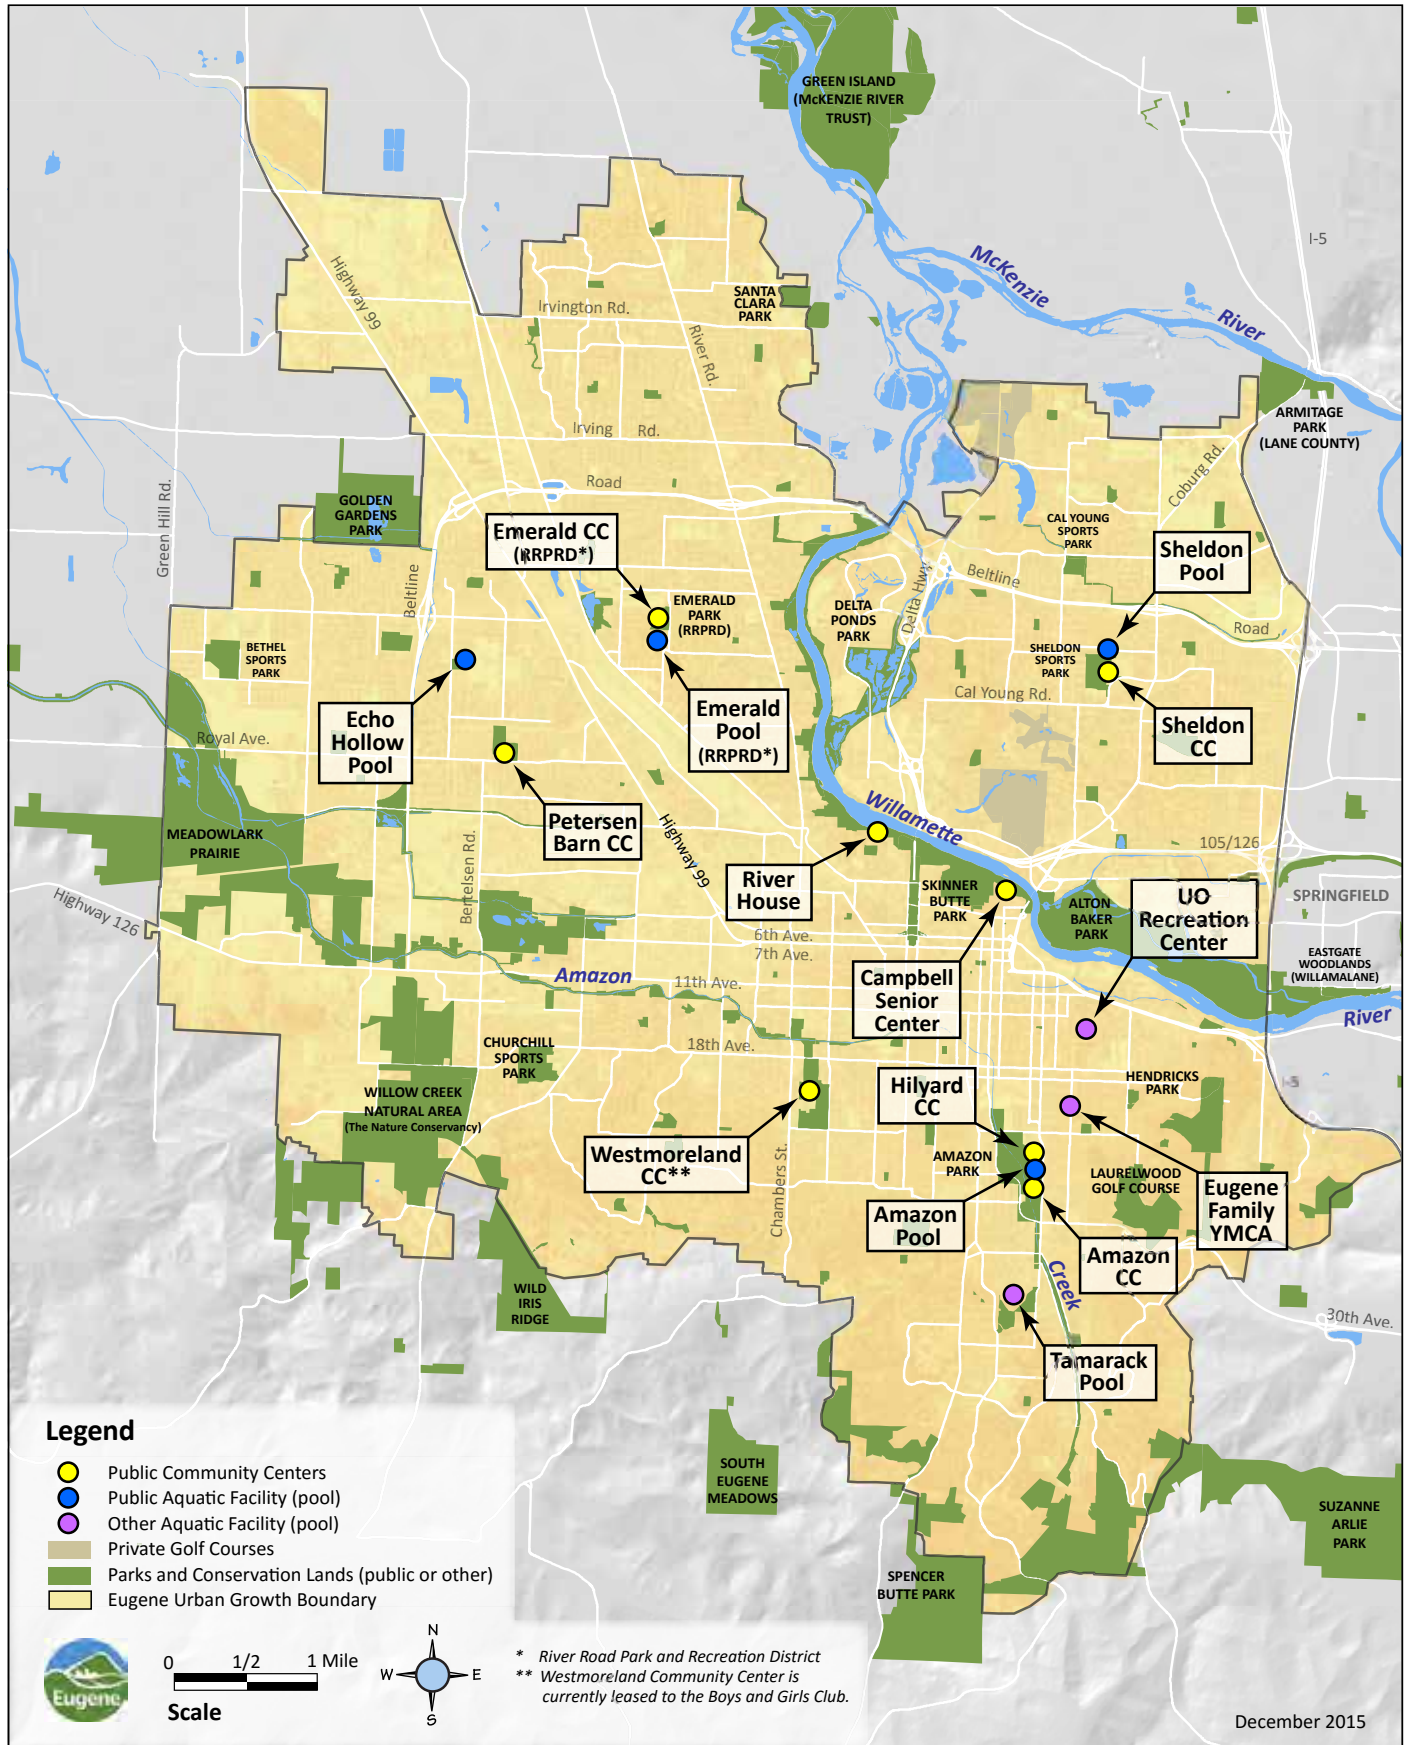 GREEN ISLAND
(McKENZIE RIVER
TRUST)
I-5
McKenzie
River
Highway 99
SANTA
CLARA
PARK
Irvington Rd.
River Rd.
ARMITAGE
PARK
(LANE COUNTY)
Irving Rd.
Coburg Rd.
Road
Green Hill Rd.
GOLDEN
GARDENS
PARK
CAL YOUNG
SPORTS
PARK
Emerald CC
(RRPRD*)
Sheldon
Pool
Beltline
Beltline
Delta Hwy.
EMERALD
PARK
(RRPRD)
DELTA
PONDS
PARK
Road
BETHEL
SPORTS
PARK
SHELDON
SPORTS
PARK
Cal Young Rd.
Emerald
Pool
(RRPRD*)
Echo
Hollow
Pool
Sheldon
CC
Royal Ave.
Willamette
Petersen
Barn CC
Highway 99
MEADOWLARK
PRAIRIE
Bertelsen Rd.
105/126
River
House
SKINNER
BUTTE
PARK
ALTON
BAKER
PARK
UO
Recreation
Center
SPRINGFIELD
Highway 126
6th Ave.
7th Ave.
EASTGATE
WOODLANDS
(WILLAMALANE)
Amazon
11th Ave.
Campbell
Senior
Center
River
CHURCHILL
SPORTS
PARK
18th Ave.
HENDRICKS
PARK
I-5
WILLOW CREEK
NATURAL AREA
(The Nature Conservancy)
Hilyard
CC
Westmoreland
CC**
Chambers St.
AMAZON
PARK
LAURELWOOD
GOLF COURSE
Eugene
Family
YMCA
Amazon
Pool
Amazon
CC
Creek
WILD
IRIS
RIDGE
30th Ave.
Tamarack
Pool
SOUTH
EUGENE
MEADOWS
SUZANNE
ARLIE
PARK
SPENCER
BUTTE PARK
Legend
Public Community Centers
Public Aquatic Facility (pool)
Other Aquatic Facility (pool)
Private Golf Courses
Parks and Conservation Lands (public or other)
Eugene Urban Growth Boundary
Eugene
0 1/2 1 Mile
Scale
N
W E
S
* River Road Park and Recreation District
** Westmoreland Community Center is
currently leased to the Boys and Girls Club.
December 2015